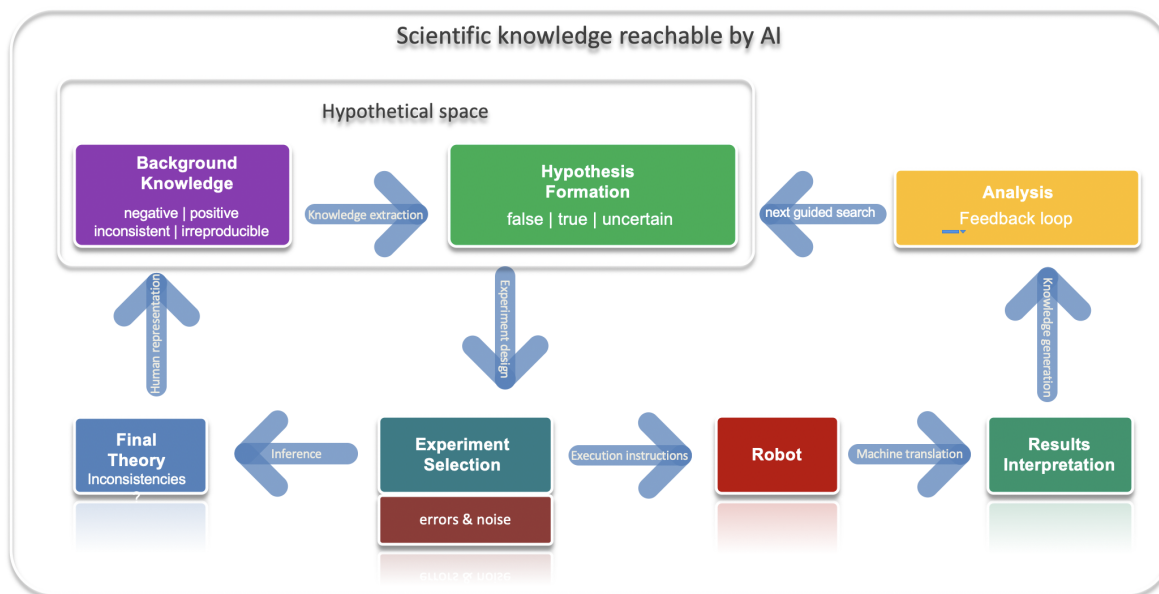 Scientific knowledge reachable by AI
Hypothetical space
Background
Knowledge
negative | positive
inconsistent | irreproducible
Knowledge extraction
Hypothesis
Formation
false | true | uncertain
next guided search
Analysis
Feedback loop
Human representation
Experiment design
Knowledge generation
Final
Theory
Inconsistencies
?
Inference
Experiment
Selection
errors & noise
Execution instructions
Robot
Machine translation
Results
Interpretation